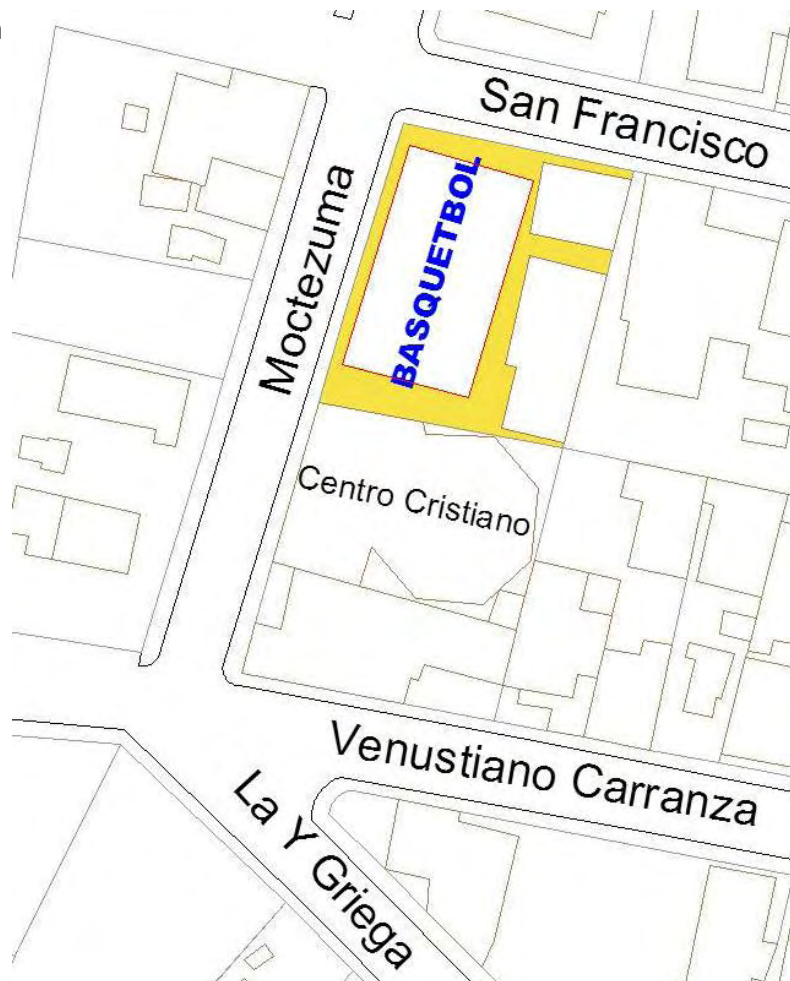 San Francisco
Moctezuma
BASQUETBOL
Centro Cristiano
Venustiano Carranza
La Y Griega